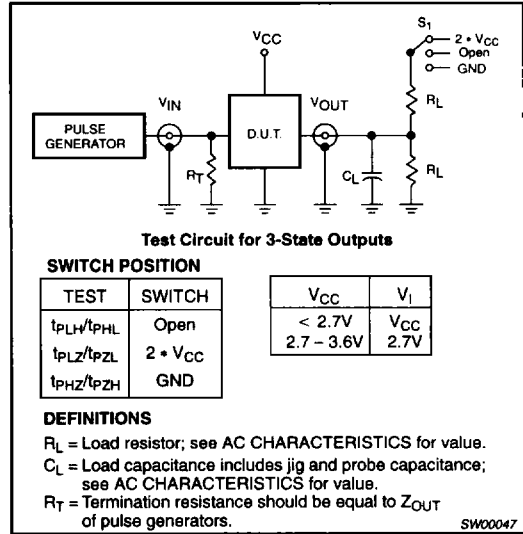 S1
VCC
2 • VCC
Open
GND
VIN
VOUT
RL
PULSE
GENERATOR
D.U.T.
RT
CL
RL
Test Circuit for 3-State Outputs
SWITCH POSITION
TEST SWITCH
tPLH/tPHL Open
tPLZ/tPZL 2 • VCC
tPHZ/tPZH GND
VCC VI
< 2.7V VCC
2.7 – 3.6V 2.7V
DEFINITIONS
RL = Load resistor; see AC CHARACTERISTICS for value.
CL = Load capacitance includes jig and probe capacitance;
see AC CHARACTERISTICS for value.
RT = Termination resistance should be equal to ZOUT
of pulse generators.
SW00047